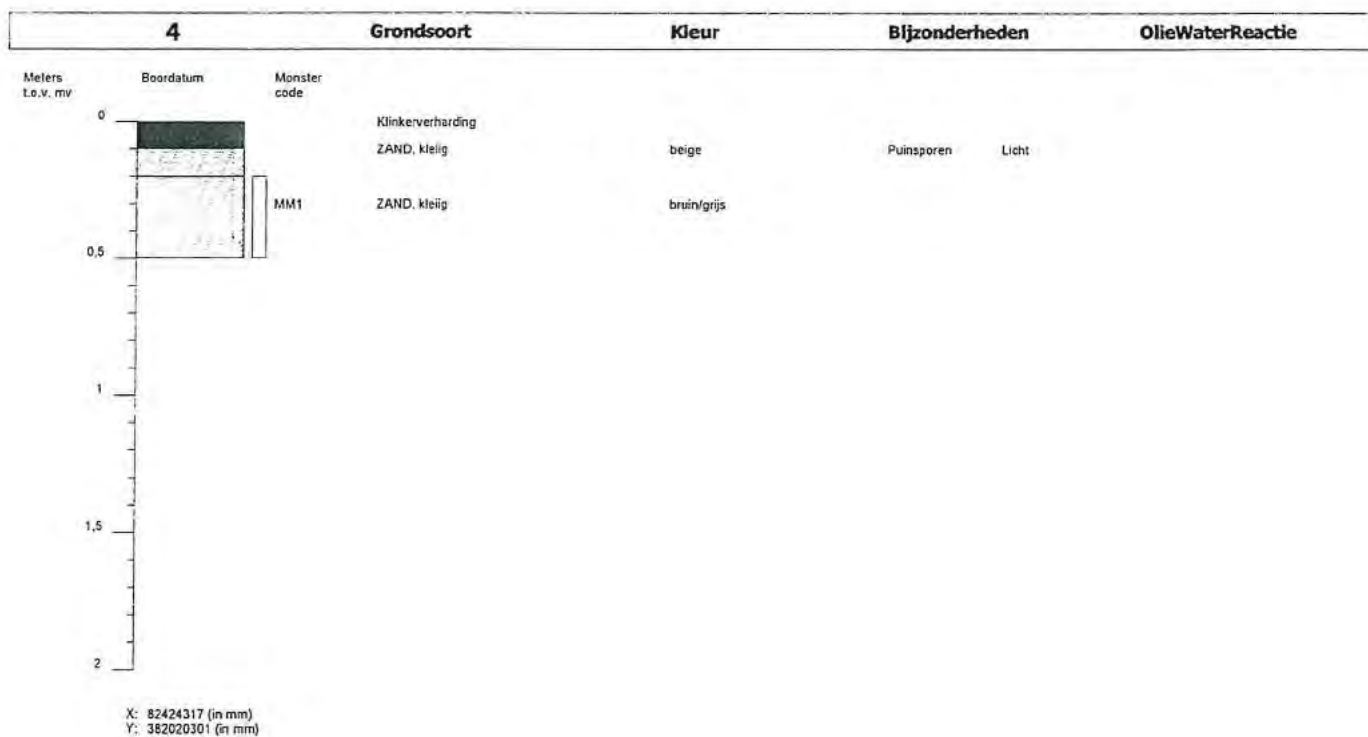 4 Grondsoort Kleur Bijzonderheden OlieWaterReactie
Meters Boordatum Monster
t.o.v. mv code
0 Klinkerverharding
ZAND, kleiig beige Puinsporen Licht
MM1 ZAND, kleiig bruin/grijs
0,5
1
1,5
2
X: 82424317 (in mm)
Y: 382020301 (in mm)